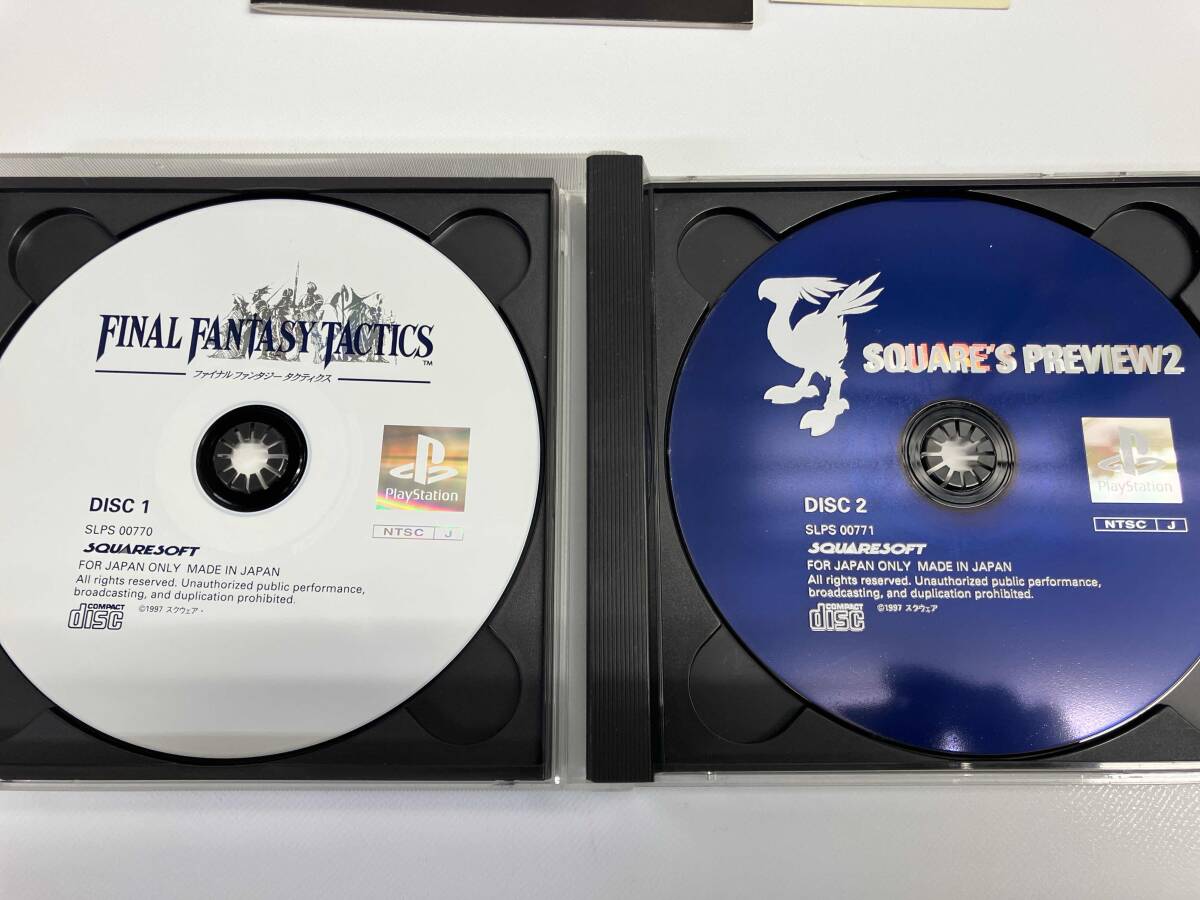 FINAL FANTASY TACTICS™
ファイナルファンタジー タクティクス
PlayStation
DISC 1
SLPS 00770
NTSC J
SQUARESOFT
FOR JAPAN ONLY MADE IN JAPAN
All rights reserved. Unauthorized public performance,
broadcasting, and duplication prohibited.
COMPACT disc
©1997 スクウェア
SQUARE'S PREVIEW2
PlayStation
DISC 2
SLPS 00771
NTSC J
SQUARESOFT
FOR JAPAN ONLY MADE IN JAPAN
All rights reserved. Unauthorized public performance,
broadcasting, and duplication prohibited.
COMPACT disc
©1997 スクウェア